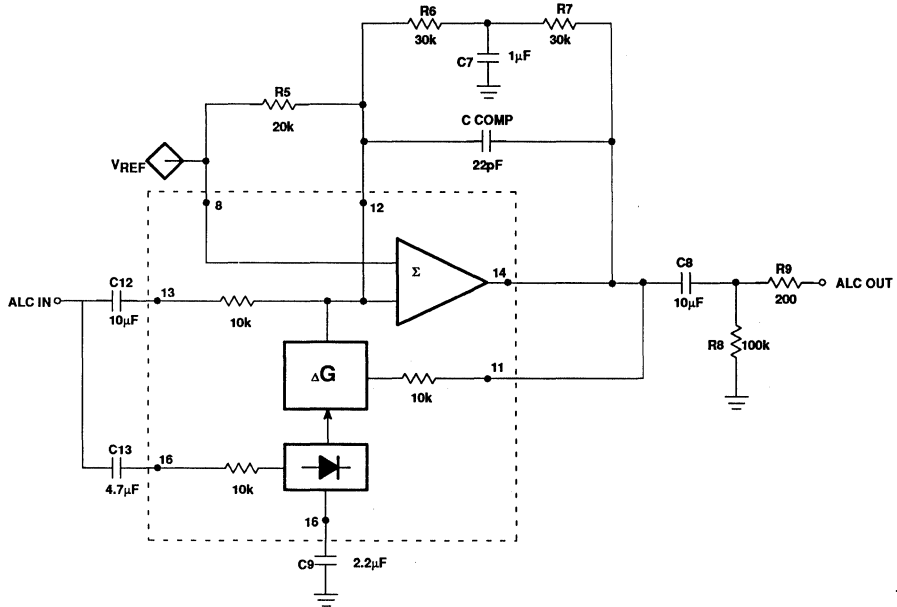 R6
30k
R7
30k
C7
1µF
R5
20k
C COMP
22pF
VREF
8
12
Σ
14
C8
10µF
R9
200
ALC OUT
ALC IN
C12
10µF
13
10k
R8
100k
ΔG
10k
11
C13
4.7µF
16
10k
16
C9
2.2µF